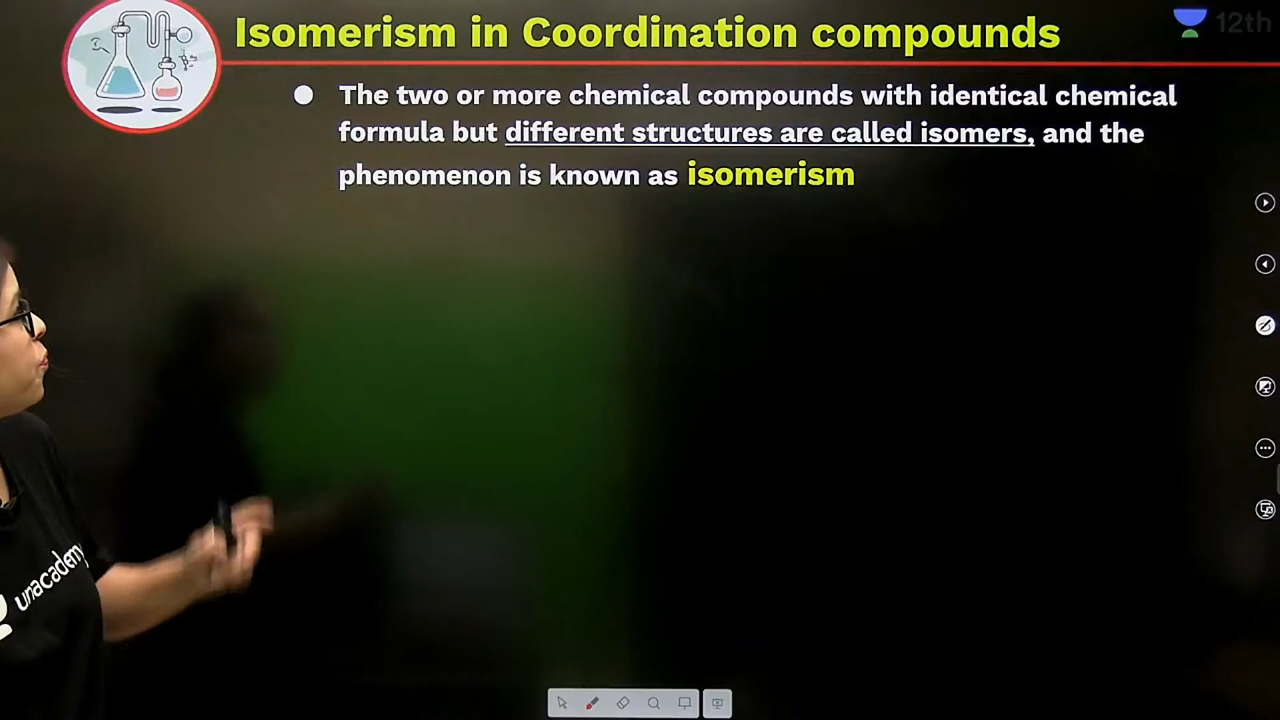 Isomerism in Coordination compounds
12th
The two or more chemical compounds with identical chemical
formula but different structures are called isomers, and the
phenomenon is known as isomerism
unacademy